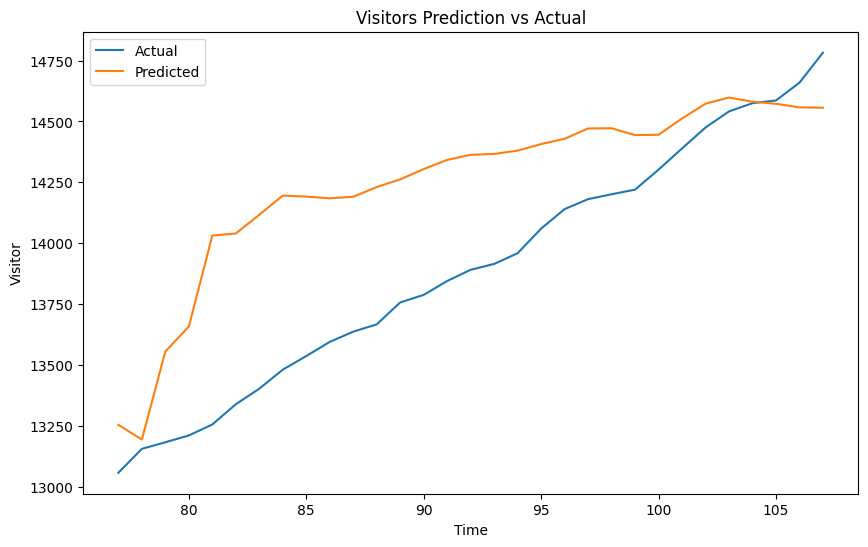 Visitors Prediction vs Actual
Actual
Predicted
14750
14500
14250
14000
13750
13500
13250
13000
Visitor
80 85 90 95 100 105
Time